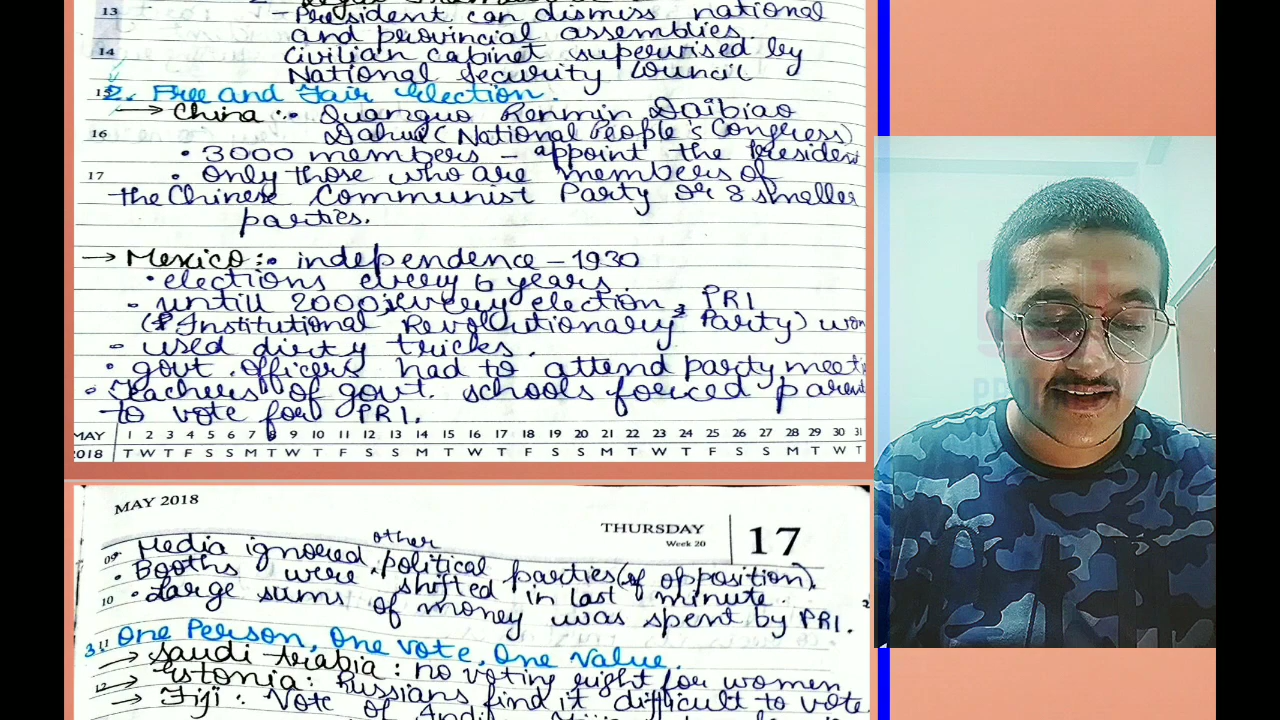 13 - President can dismiss national
and provincial assemblies.
14 Civilian cabinet supervised by
National Security Council
15 2. Free and Fair Election.
→ China :• Quanguo Renmin Daibiao
16 Dahui (National People's Congress)
• 3000 members - appoint the President
17 • only those who are members of
the Chinese Communist Party or 8 smaller
parties.
→ Mexico :• independence - 1930
• elections every 6 years.
• untill 2000 every election, PRI
(Institutional Revolutionary Party) won
• used dirty tricks.
• govt. officers had to attend party meeti
• Teachers of govt. schools forced paren
to vote for PRI.
MAY 1 2 3 4 5 6 7 8 9 10 11 12 13 14 15 16 17 18 19 20 21 22 23 24 25 26 27 28 29 30 31
2018 T W T F S S M T W T F S S M T W T F S S M T W T F S S M T W T
MAY 2018
THURSDAY
Week 20
17
other
09 • Media ignored political parties (of opposition).
• Booths were shifted in last minute.
10 • Large sums of money was spent by PRI.
3. 11 One Person, One Vote, One Value.
→ Saudi Arabia : no voting right for women
12 → Estonia : Russians find it difficult to vote.
→ Fiji : Vote of